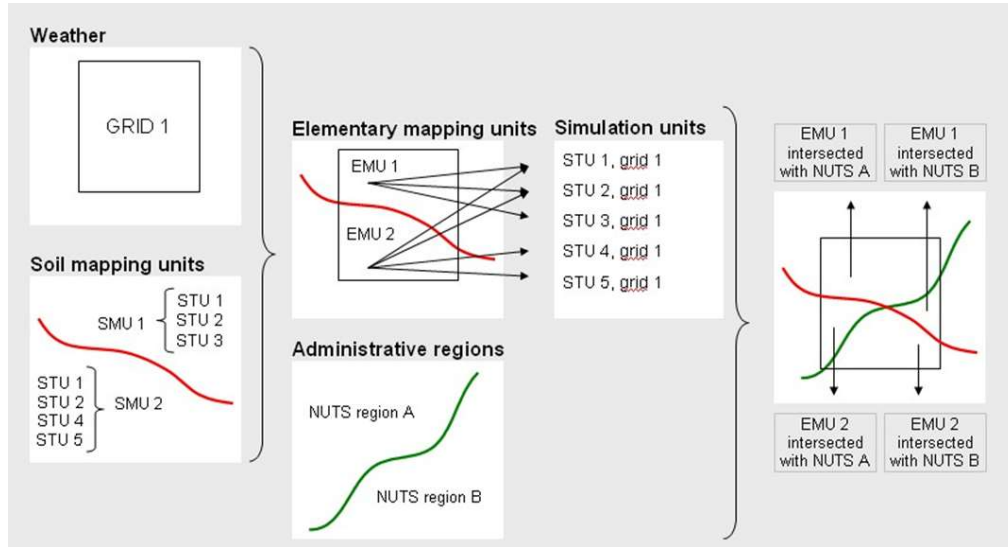 Weather
GRID 1
Soil mapping units
SMU 1
STU 1
STU 2
STU 3
STU 1
STU 2
STU 4
STU 5
SMU 2
Elementary mapping units
EMU 1
EMU 2
Simulation units
STU 1, grid 1
STU 2, grid 1
STU 3, grid 1
STU 4, grid 1
STU 5, grid 1
Administrative regions
NUTS region A
NUTS region B
EMU 1
intersected
with NUTS A
EMU 1
intersected
with NUTS B
EMU 2
intersected
with NUTS A
EMU 2
intersected
with NUTS B